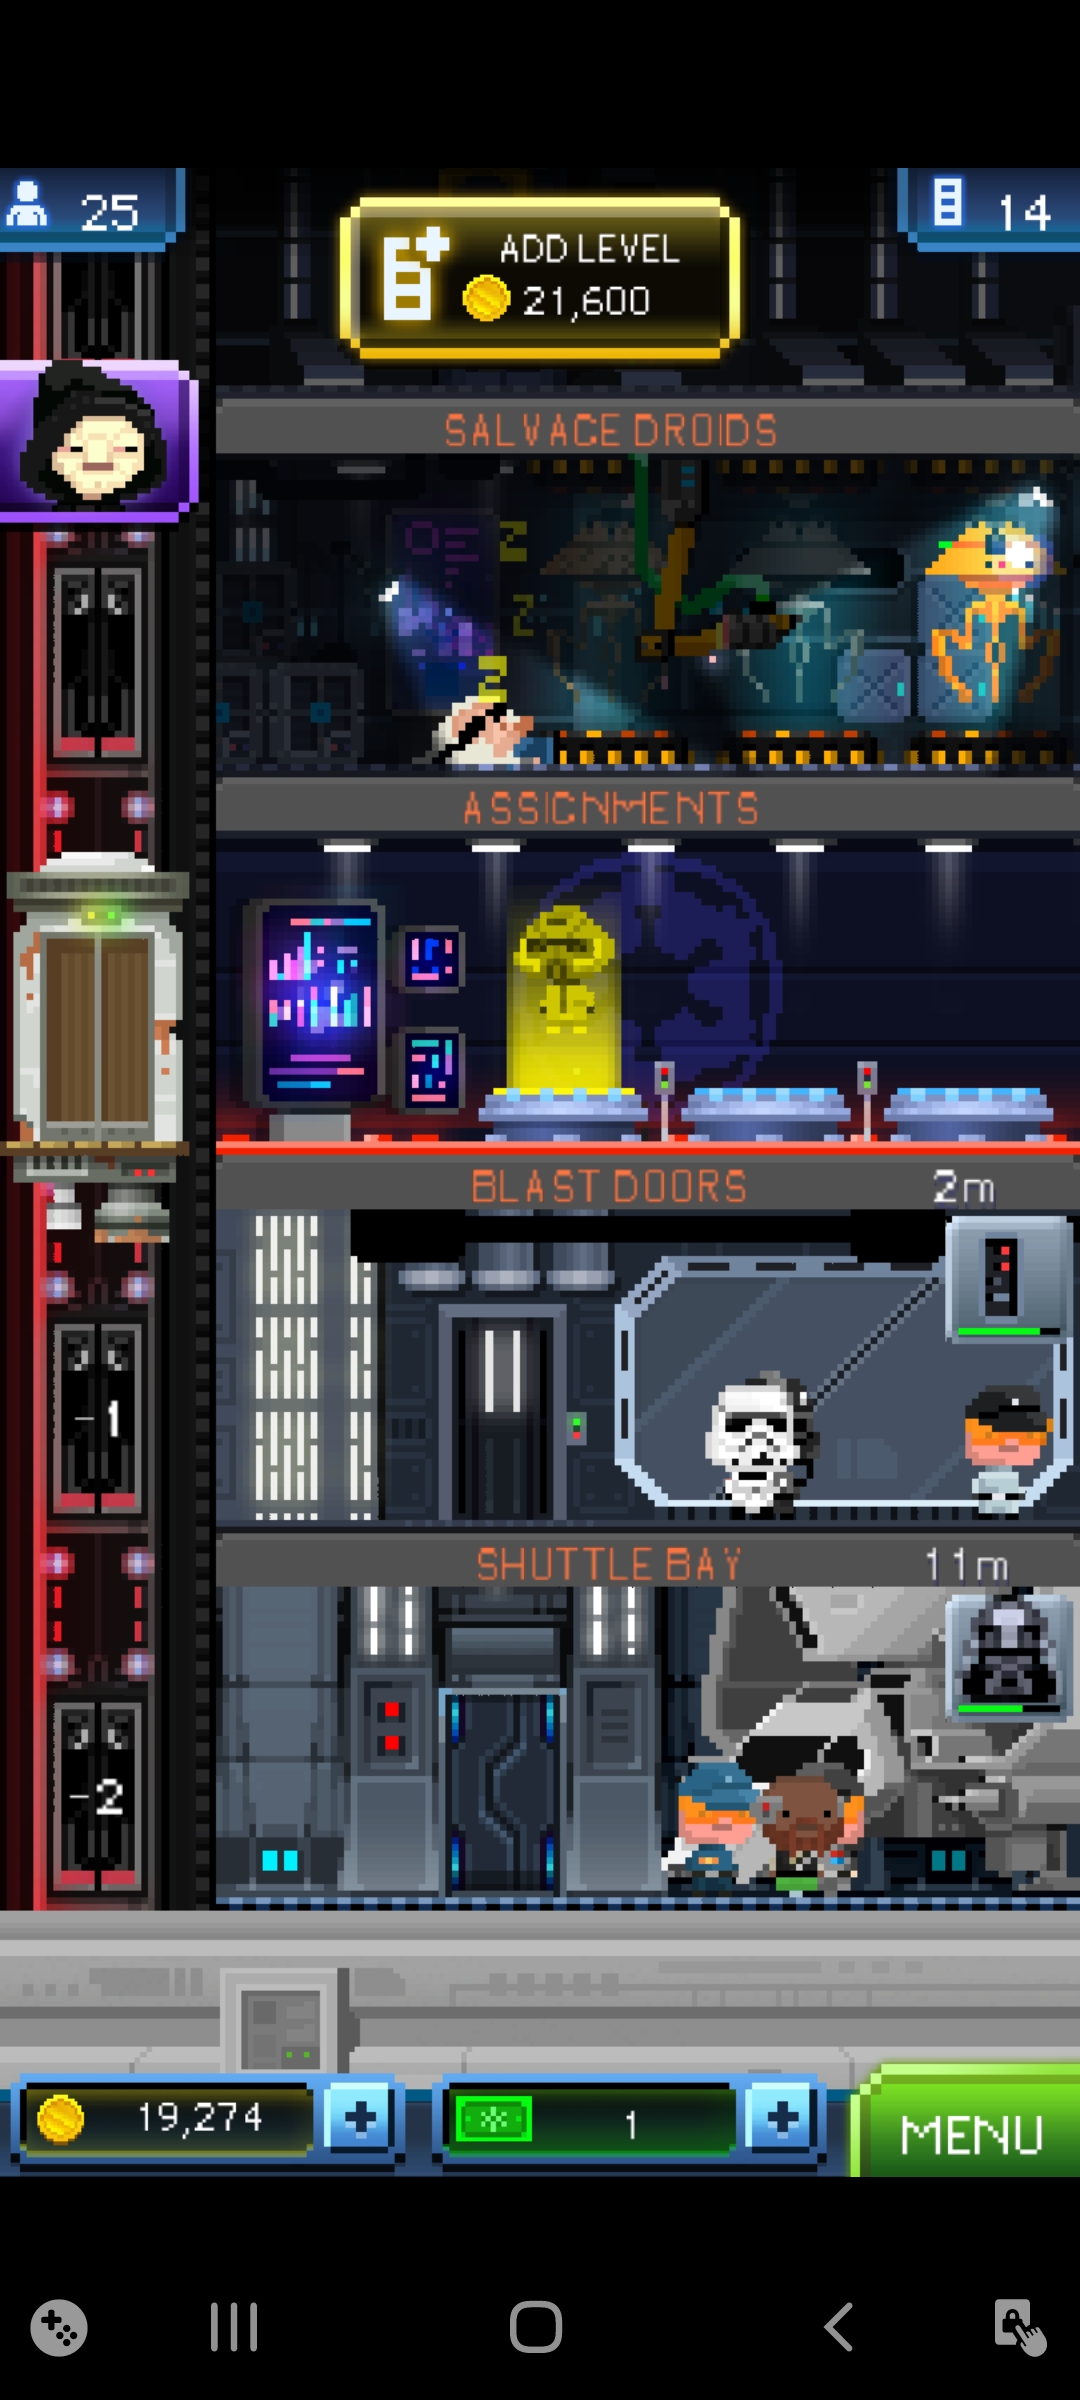 25
ADD LEVEL
21,600
14
SALVAGE DROIDS
Z
Z
Z
ASSIGNMENTS
BLAST DOORS 2m
-1
SHUTTLE BAY 11m
-2
19,274
1
MENU